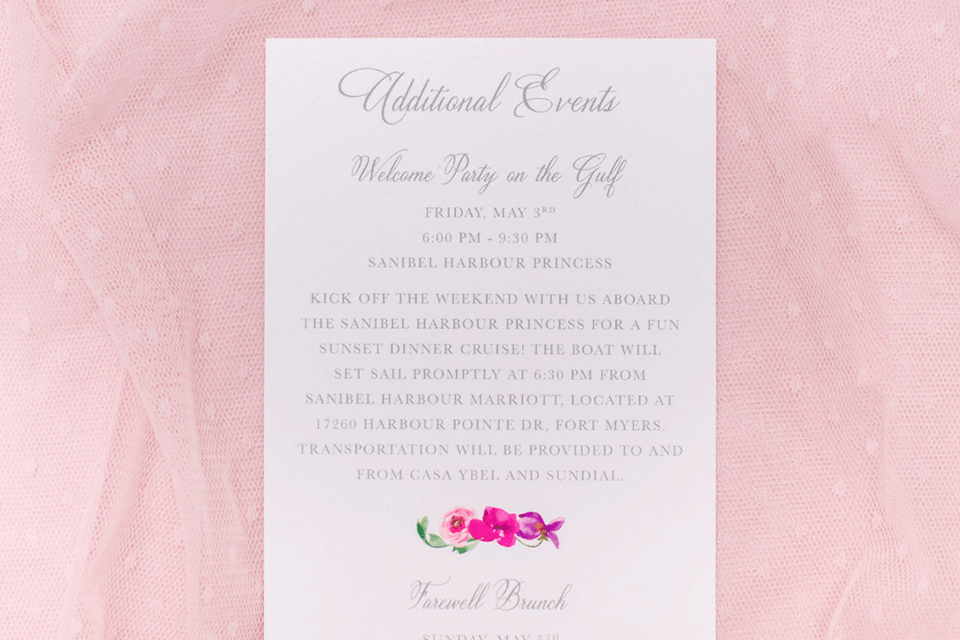 Additional Events
Welcome Party on the Gulf
FRIDAY, MAY 3RD
6:00 PM - 9:30 PM
SANIBEL HARBOUR PRINCESS
KICK OFF THE WEEKEND WITH US ABOARD
THE SANIBEL HARBOUR PRINCESS FOR A FUN
SUNSET DINNER CRUISE! THE BOAT WILL
SET SAIL PROMPTLY AT 6:30 PM FROM
SANIBEL HARBOUR MARRIOTT, LOCATED AT
17260 HARBOUR POINTE DR, FORT MYERS.
TRANSPORTATION WILL BE PROVIDED TO AND
FROM CASA YBEL AND SUNDIAL.
Farewell Brunch
SUNDAY, MAY 5TH